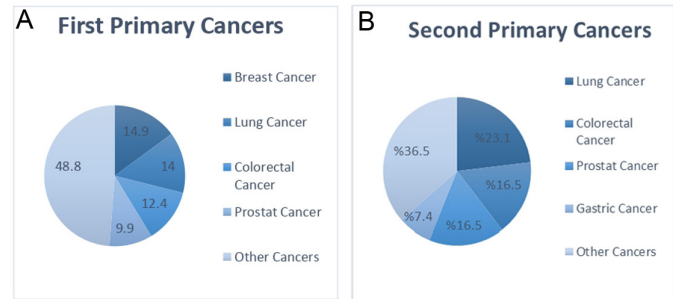 A
First Primary Cancers
14.9
14
12.4
9.9
48.8
Breast Cancer
Lung Cancer
Colorectal
Cancer
Prostat Cancer
Other Cancers
B
Second Primary Cancers
%23.1
%16.5
%16.5
%7.4
%36.5
Lung Cancer
Colorectal
Cancer
Prostat Cancer
Gastric Cancer
Other Cancers